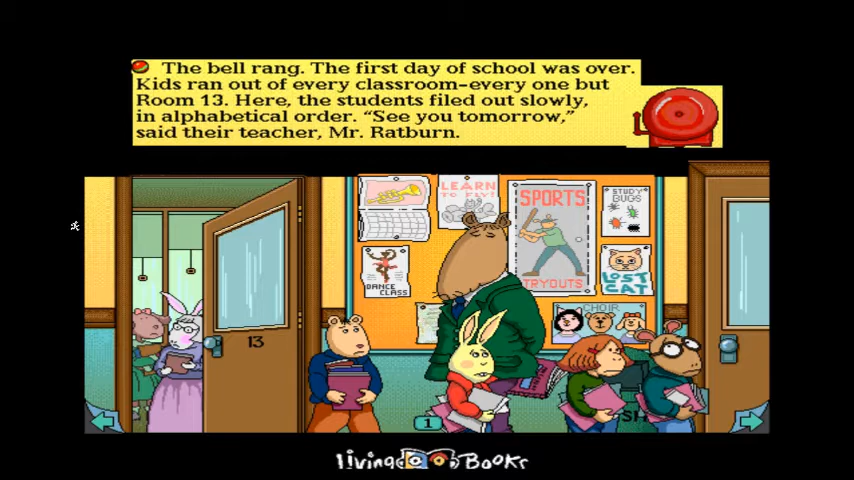 The bell rang. The first day of school was over.
Kids ran out of every classroom-every one but
Room 13. Here, the students filed out slowly,
in alphabetical order. “See you tomorrow,”
said their teacher, Mr. Ratburn.
LEARN
TO FLY!
SPORTS
TRYOUTS
STUDY
BUGS
DANCE
CLASS
LOST
CAT
CHOIR
13
1
Living Books